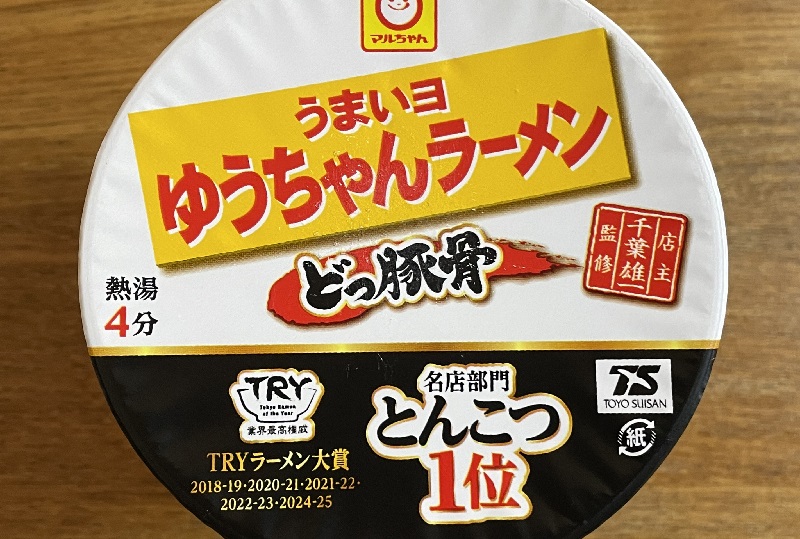 マルちゃん
うまいヨ
ゆうちゃんラーメン
どっ豚骨
店主
千葉雄一
監修
熱湯
4分
TRY
Tokyo Ramen
of the Year
業界最高権威
TRYラーメン大賞
2018-19・2020-21・2021-22・
2022-23・2024-25
名店部門
とんこつ
1位
TS
TOYO SUISAN
紙